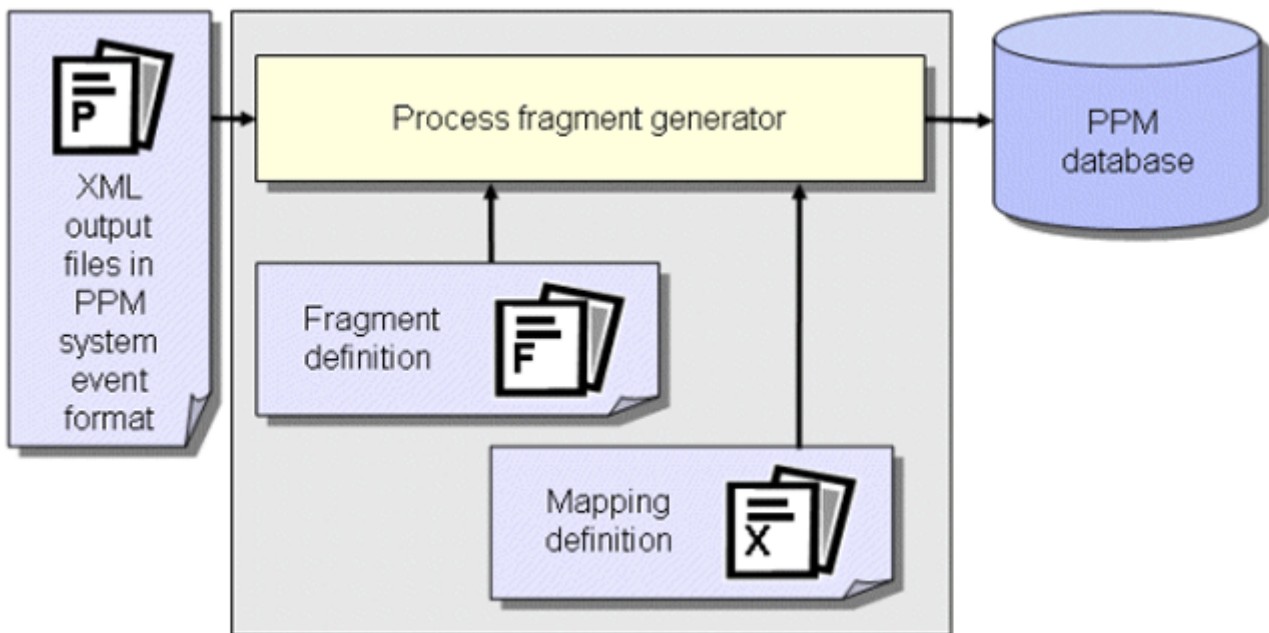 P
XML
output
files in
PPM
system
event
format
Process fragment generator
PPM
database
Fragment
definition
F
Mapping
definition
X